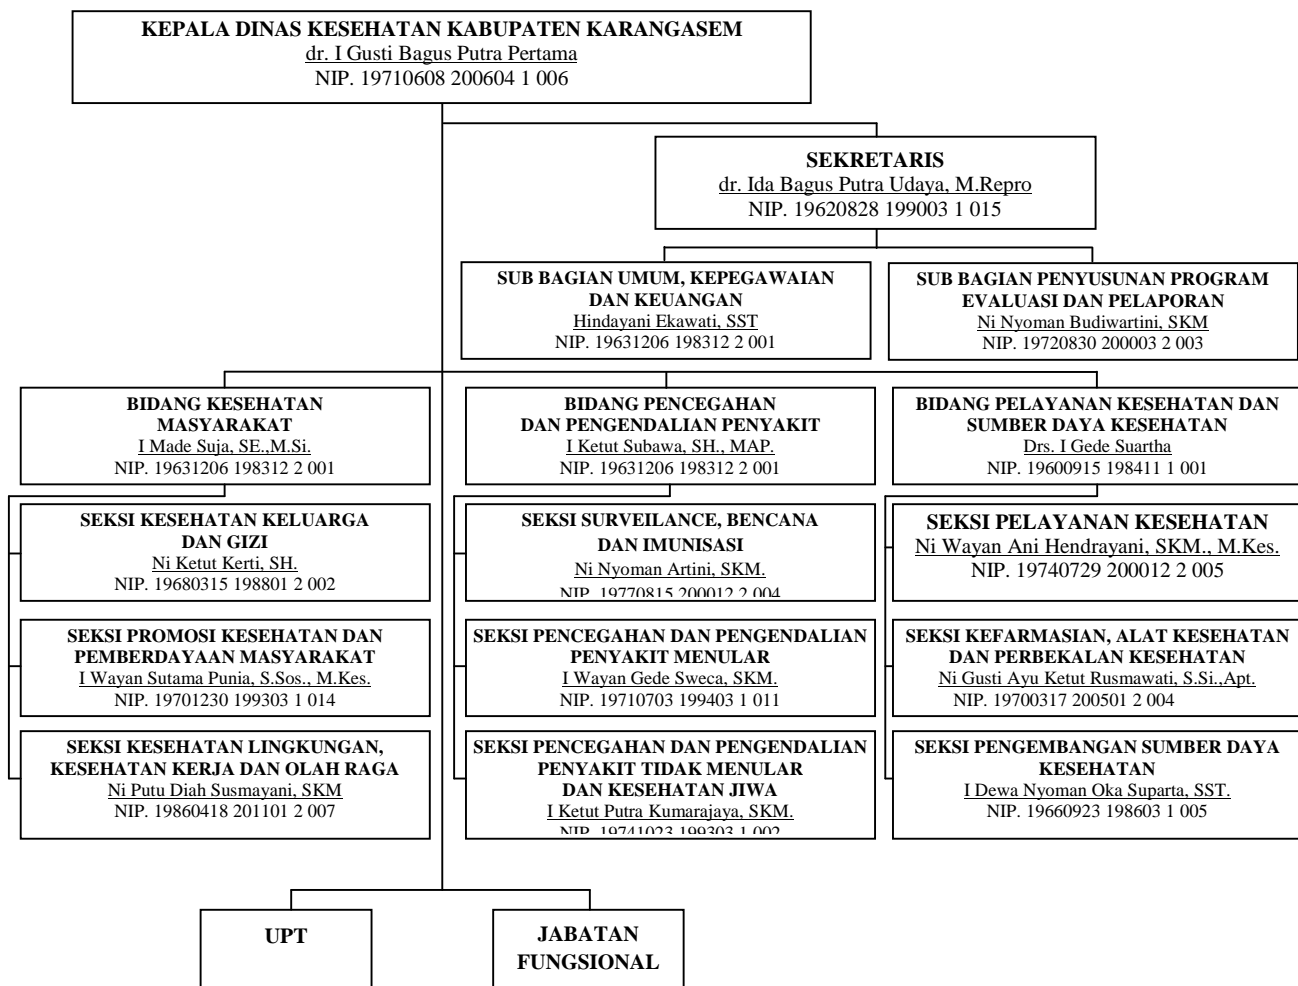 KEPALA DINAS KESEHATAN KABUPATEN KARANGASEM
dr. I Gusti Bagus Putra Pertama
NIP. 19710608 200604 1 006
SEKRETARIS
dr. Ida Bagus Putra Udaya, M.Repro
NIP. 19620828 199003 1 015
SUB BAGIAN UMUM, KEPEGAWAIAN
DAN KEUANGAN
Hindayani Ekawati, SST
NIP. 19631206 198312 2 001
SUB BAGIAN PENYUSUNAN PROGRAM
EVALUASI DAN PELAPORAN
Ni Nyoman Budiwartini, SKM
NIP. 19720830 200003 2 003
BIDANG KESEHATAN
MASYARAKAT
I Made Suja, SE.,M.Si.
NIP. 19631206 198312 2 001
BIDANG PENCEGAHAN
DAN PENGENDALIAN PENYAKIT
I Ketut Subawa, SH., MAP.
NIP. 19631206 198312 2 001
BIDANG PELAYANAN KESEHATAN DAN
SUMBER DAYA KESEHATAN
Drs. I Gede Suartha
NIP. 19600915 198411 1 001
SEKSI KESEHATAN KELUARGA
DAN GIZI
Ni Ketut Kerti, SH.
NIP. 19680315 198801 2 002
SEKSI SURVEILANCE, BENCANA
DAN IMUNISASI
Ni Nyoman Artini, SKM.
NIP. 19770815 200012 2 004
SEKSI PELAYANAN KESEHATAN
Ni Wayan Ani Hendrayani, SKM., M.Kes.
NIP. 19740729 200012 2 005
SEKSI PROMOSI KESEHATAN DAN
PEMBERDAYAAN MASYARAKAT
I Wayan Sutama Punia, S.Sos., M.Kes.
NIP. 19701230 199303 1 014
SEKSI PENCEGAHAN DAN PENGENDALIAN
PENYAKIT MENULAR
I Wayan Gede Sweca, SKM.
NIP. 19710703 199403 1 011
SEKSI KEFARMASIAN, ALAT KESEHATAN
DAN PERBEKALAN KESEHATAN
Ni Gusti Ayu Ketut Rusmawati, S.Si.,Apt.
NIP. 19700317 200501 2 004
SEKSI KESEHATAN LINGKUNGAN,
KESEHATAN KERJA DAN OLAH RAGA
Ni Putu Diah Susmayani, SKM
NIP. 19860418 201101 2 007
SEKSI PENCEGAHAN DAN PENGENDALIAN
PENYAKIT TIDAK MENULAR
DAN KESEHATAN JIWA
I Ketut Putra Kumarajaya, SKM.
NIP. 19741023 199303 1 002
SEKSI PENGEMBANGAN SUMBER DAYA
KESEHATAN
I Dewa Nyoman Oka Suparta, SST.
NIP. 19660923 198603 1 005
UPT
JABATAN
FUNGSIONAL